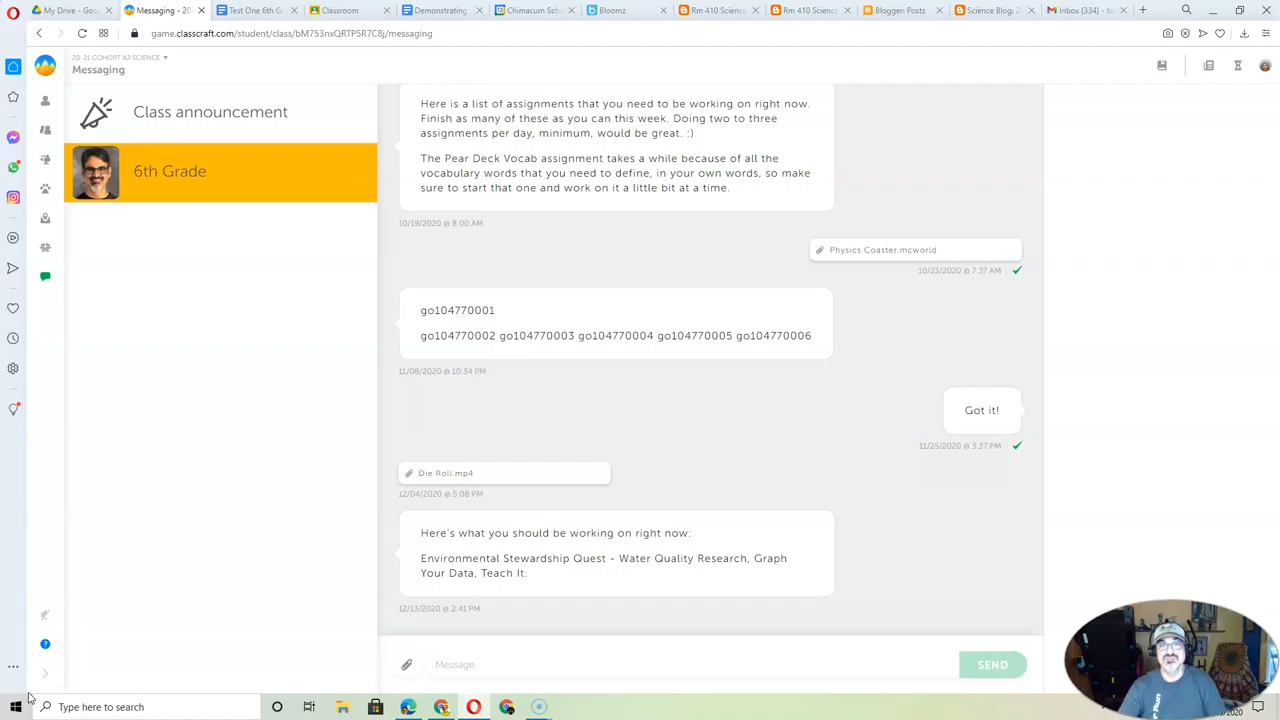 My Drive - Goo
Messaging - 20-
Test One 6th Gr
Classroom
Demonstrating
Chimacum Scho
Bloomz
Rm 410 Science
Rm 410 Science
Blogger: Posts
Science Blog: 20
Inbox (334) - tm
game.classcraft.com/student/class/bM753nxQRTP5R7C8j/messaging
20-21 COHORT A2 SCIENCE
Messaging
Class announcement
6th Grade
Here is a list of assignments that you need to be working on right now.
Finish as many of these as you can this week. Doing two to three
assignments per day, minimum, would be great. :)
The Pear Deck Vocab assignment takes a while because of all the
vocabulary words that you need to define, in your own words, so make
sure to start that one and work on it a little bit at a time.
10/19/2020 @ 8:00 AM
Physics Coaster.mcworld
10/23/2020 @ 7:37 AM
go104770001
go104770002 go104770003 go104770004 go104770005 go104770006
11/08/2020 @ 10:34 PM
Got it!
11/25/2020 @ 3:37 PM
Die Roll.mp4
12/04/2020 @ 5:08 PM
Here's what you should be working on right now:
Environmental Stewardship Quest - Water Quality Research, Graph
Your Data, Teach It.
12/13/2020 @ 2:41 PM
Message
SEND
Type here to search